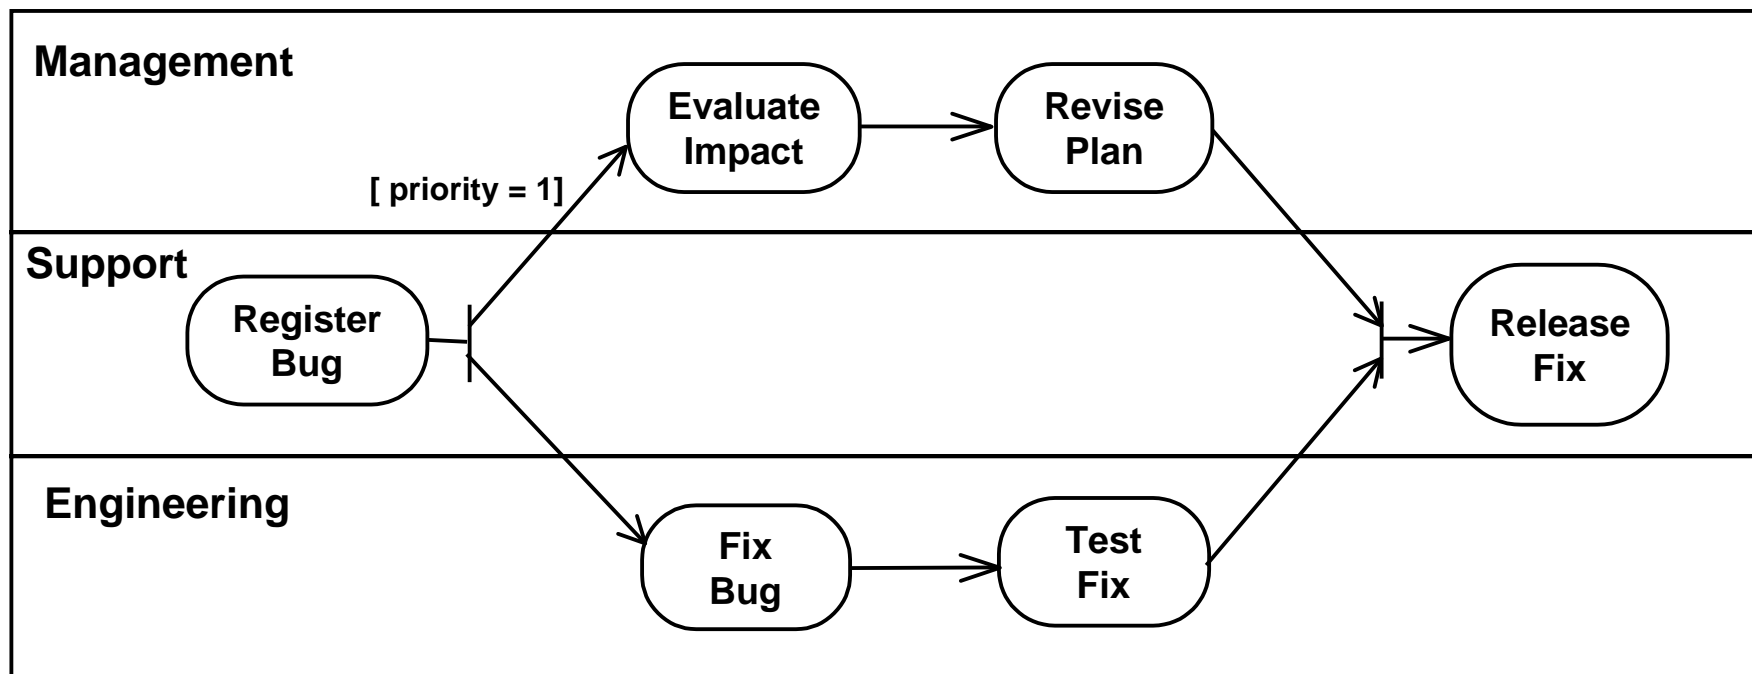 Management
Evaluate
Impact
Revise
Plan
[ priority = 1]
Support
Register
Bug
Release
Fix
Engineering
Fix
Bug
Test
Fix